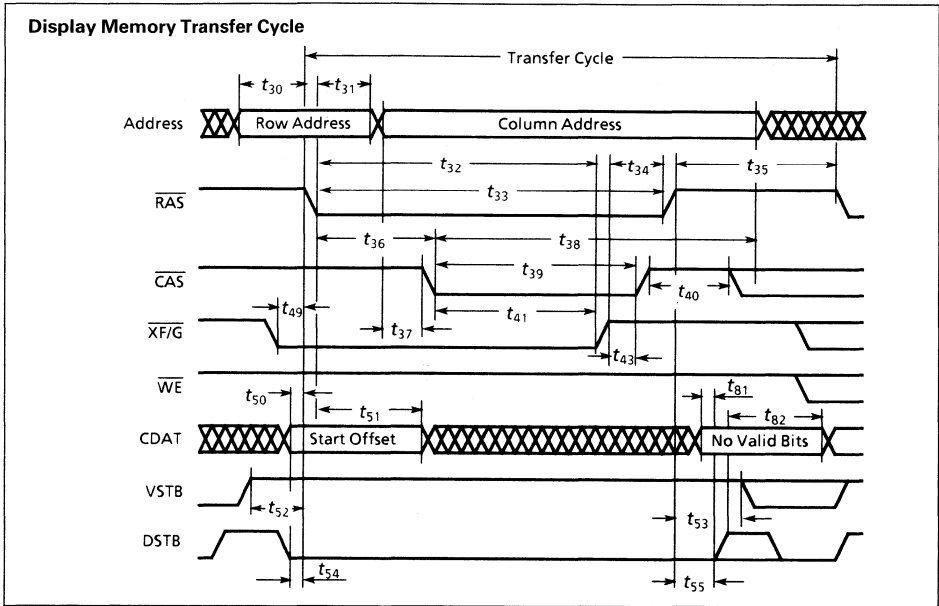 Display Memory Transfer Cycle
Transfer Cycle
t30 t31
Address Row Address Column Address
t32 t34 t35
RAS t33
t36 t38
CAS t39 t40
t49 t41
XF/G t37 t43
WE
t50 t51 t81 t82
CDAT Start Offset No Valid Bits
VSTB
t52 t53
DSTB
t54 t55